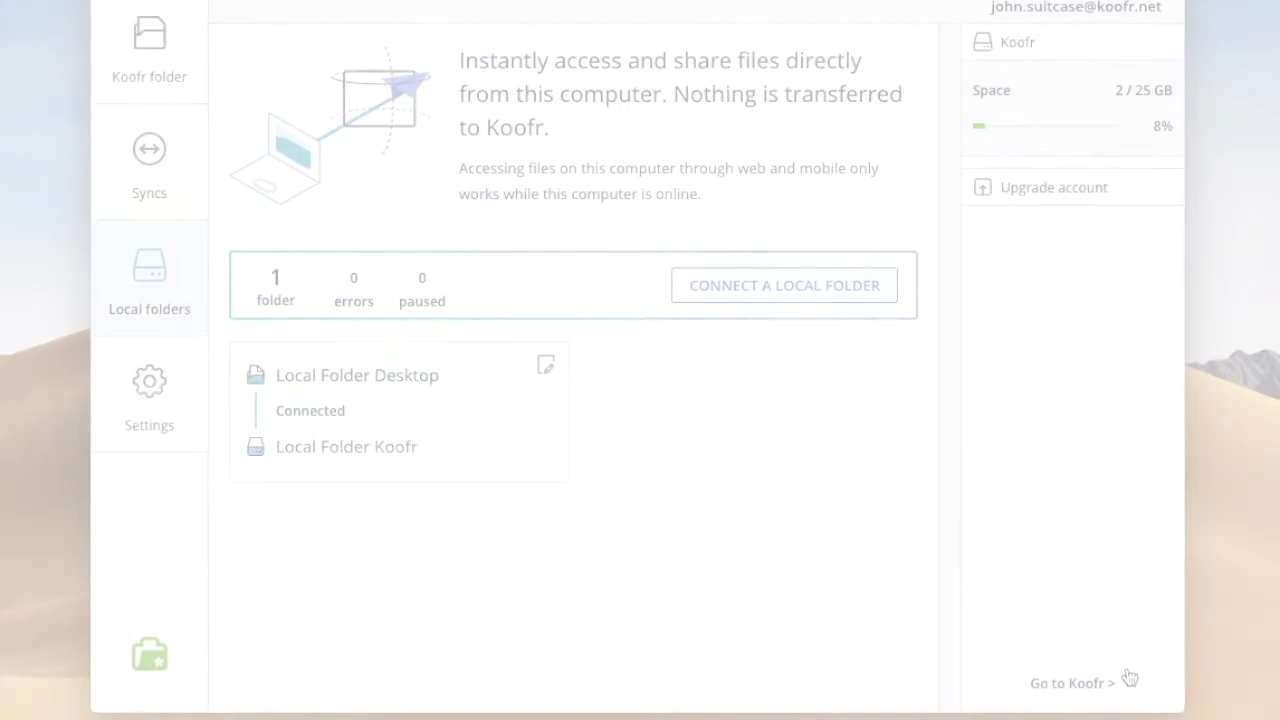 john.suitcase@koofr.net
Koofr folder
Syncs
Local folders
Settings
Instantly access and share files directly
from this computer. Nothing is transferred
to Koofr.
Accessing files on this computer through web and mobile only
works while this computer is online.
1
folder
0
errors
0
paused
CONNECT A LOCAL FOLDER
Local Folder Desktop
Connected
Local Folder Koofr
Koofr
Space 2 / 25 GB
8%
Upgrade account
Go to Koofr >